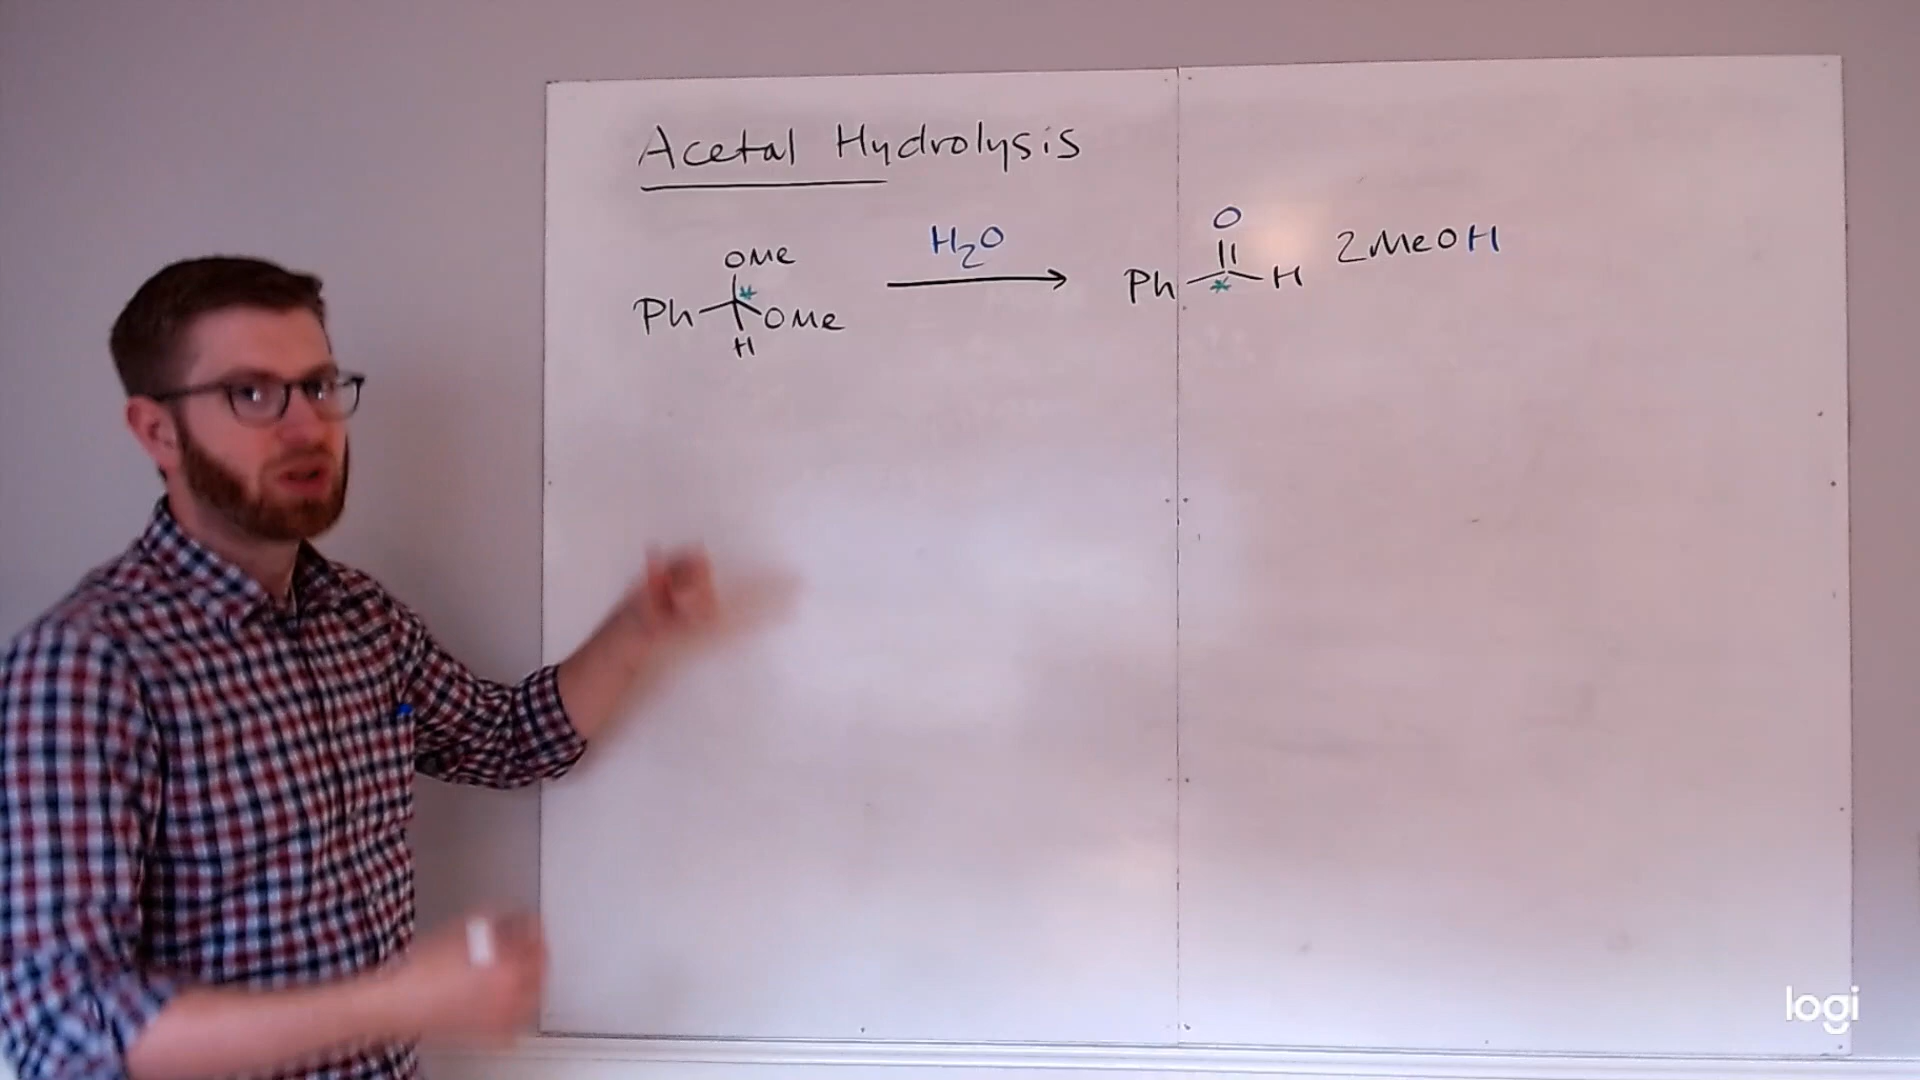 Acetal Hydrolysis
OMe
Ph
OMe
H
H2O
O
Ph
H
2MeOH
logi